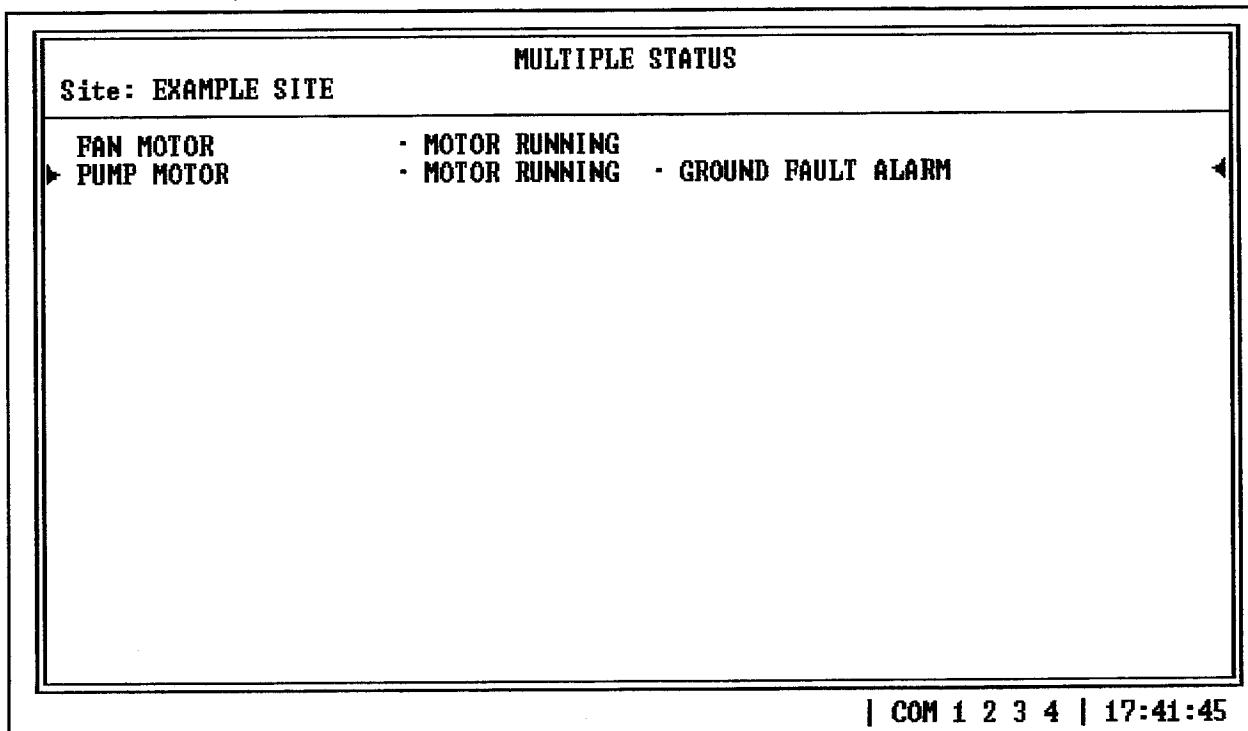 MULTIPLE STATUS
Site: EXAMPLE SITE
FAN MOTOR · MOTOR RUNNING
PUMP MOTOR · MOTOR RUNNING · GROUND FAULT ALARM
| COM 1 2 3 4 | 17:41:45